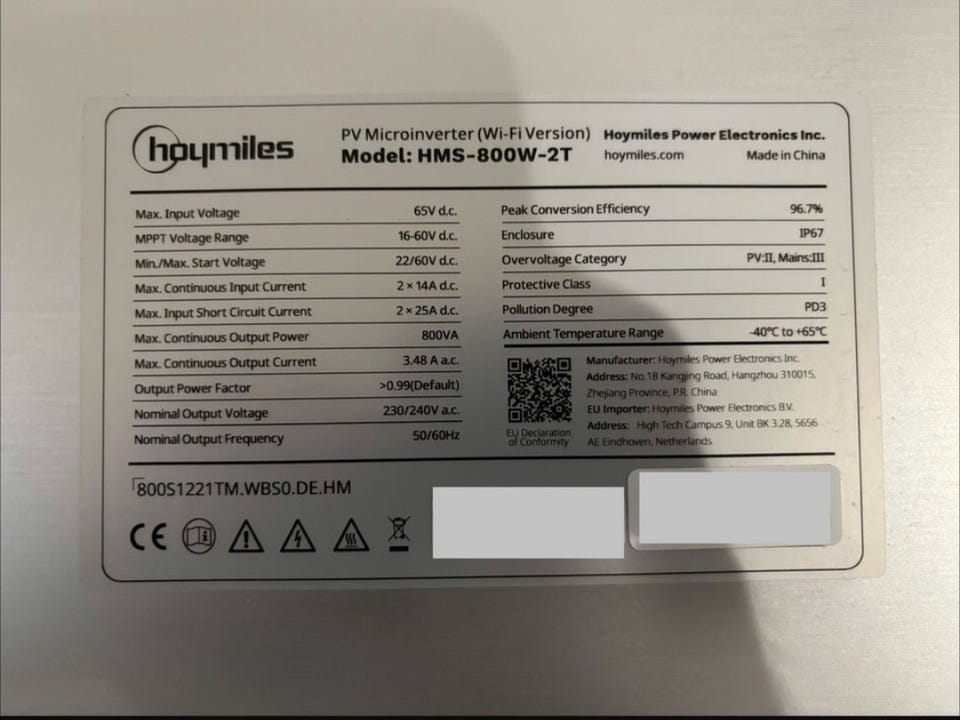 hoymiles
PV Microinverter (Wi-Fi Version)
Model: HMS-800W-2T
Hoymiles Power Electronics Inc.
hoymiles.com Made in China
Max. Input Voltage 65V d.c.
MPPT Voltage Range 16-60V d.c.
Min./Max. Start Voltage 22/60V d.c.
Max. Continuous Input Current 2 × 14A d.c.
Max. Input Short Circuit Current 2 × 25A d.c.
Max. Continuous Output Power 800VA
Max. Continuous Output Current 3.48 A a.c.
Output Power Factor >0.99(Default)
Nominal Output Voltage 230/240V a.c.
Nominal Output Frequency 50/60Hz
Peak Conversion Efficiency 96.7%
Enclosure IP67
Overvoltage Category PV:II, Mains:III
Protective Class I
Pollution Degree PD3
Ambient Temperature Range -40°C to +65°C
EU Declaration
of Conformity
Manufacturer: Hoymiles Power Electronics Inc.
Address: No.18 Kangjing Road, Hangzhou 310015,
Zhejiang Province, P.R. China
EU Importer: Hoymiles Power Electronics B.V.
Address: High Tech Campus 9, Unit BK 3.28, 5656
AE Eindhoven, Netherlands
800S1221TM.WBS0.DE.HM
CE